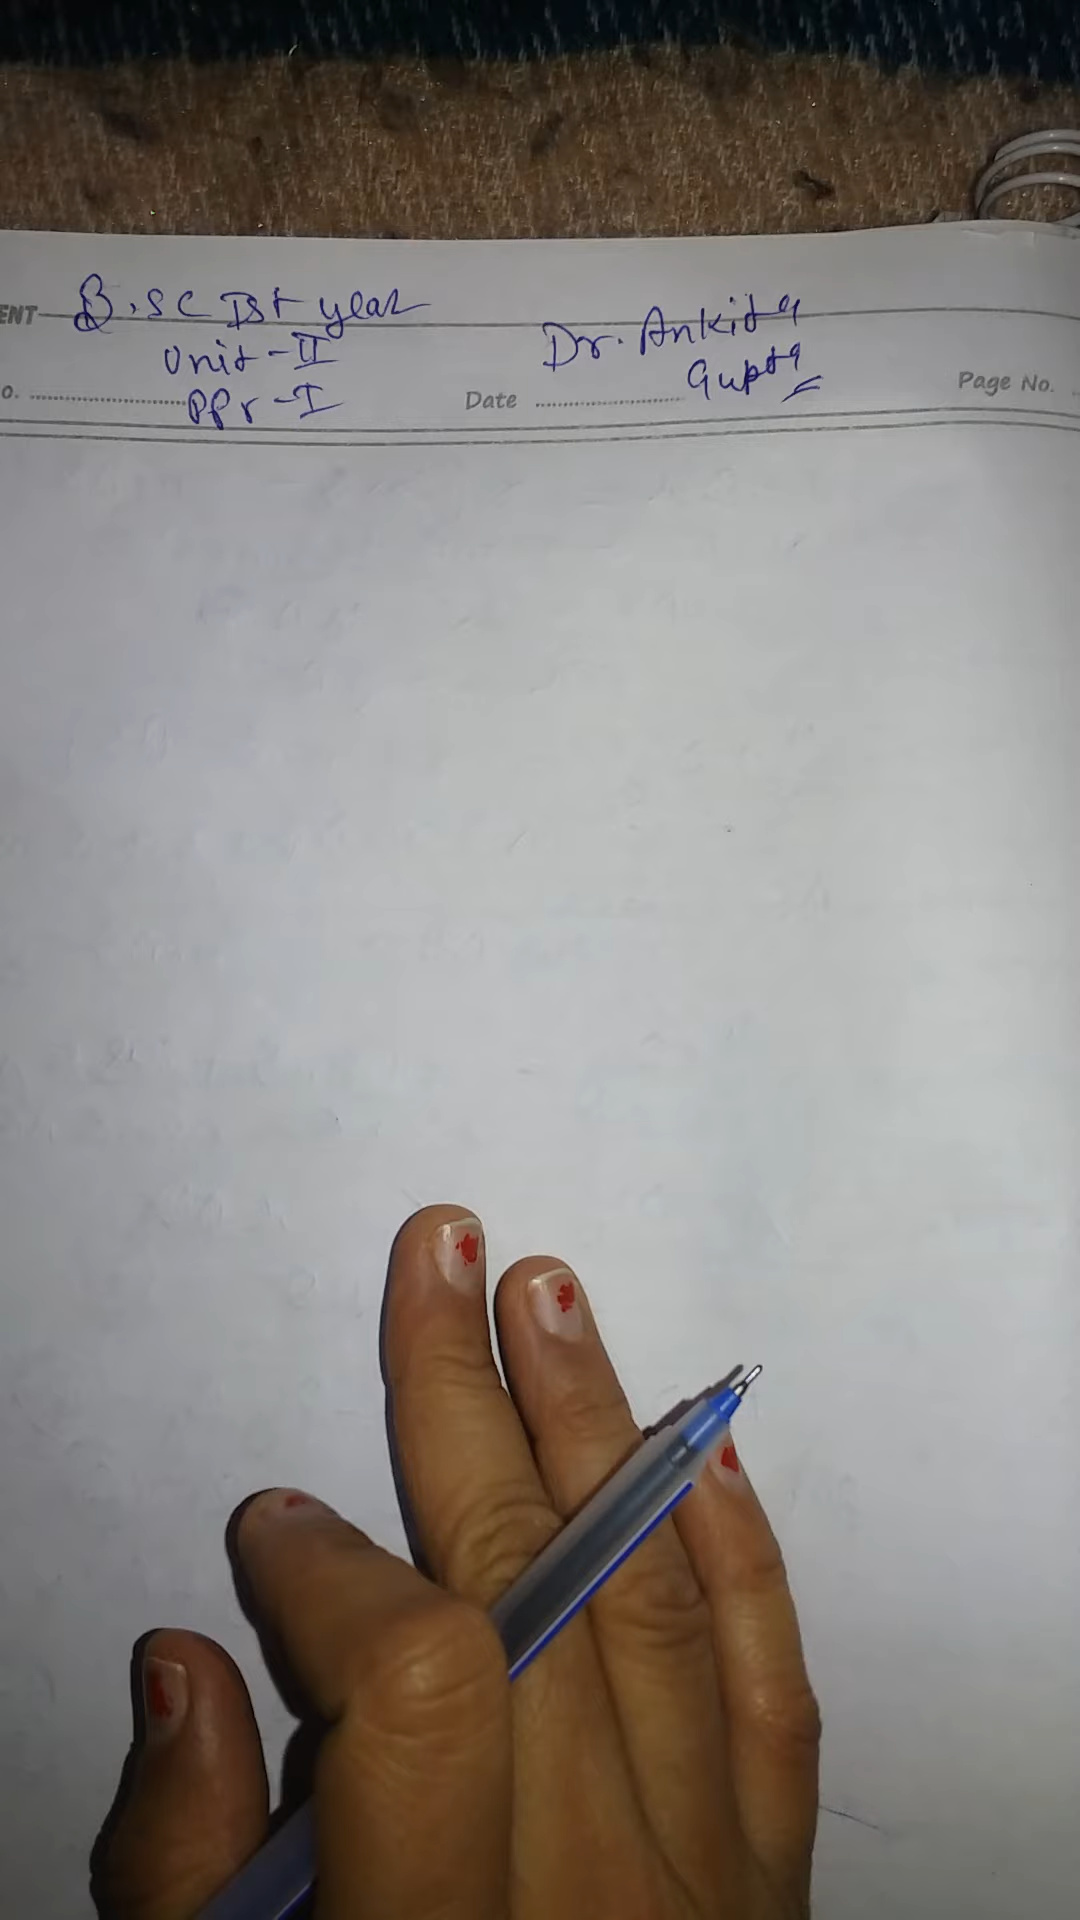 ENT B.SC Ist year
Unit-II
PPr-I
Dr. Ankita
Gupta
o. ........................ Date ........................ Page No.